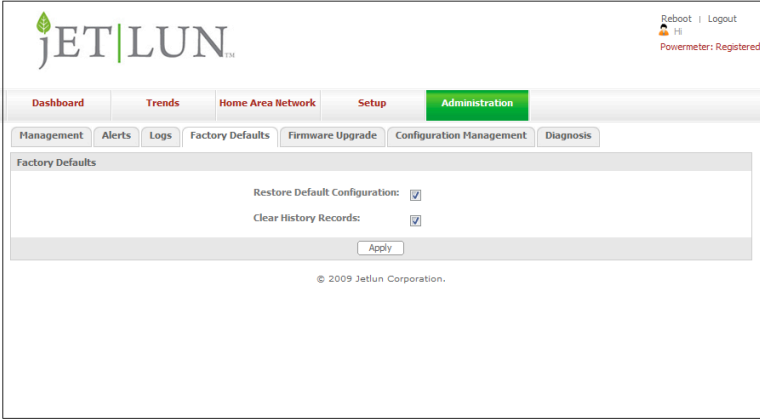 Reboot | Logout
Hi
Powermeter: Registered
jET|LUN™
Dashboard Trends Home Area Network Setup Administration
Management Alerts Logs Factory Defaults Firmware Upgrade Configuration Management Diagnosis
Factory Defaults
Restore Default Configuration:
Clear History Records:
Apply
© 2009 Jetlun Corporation.